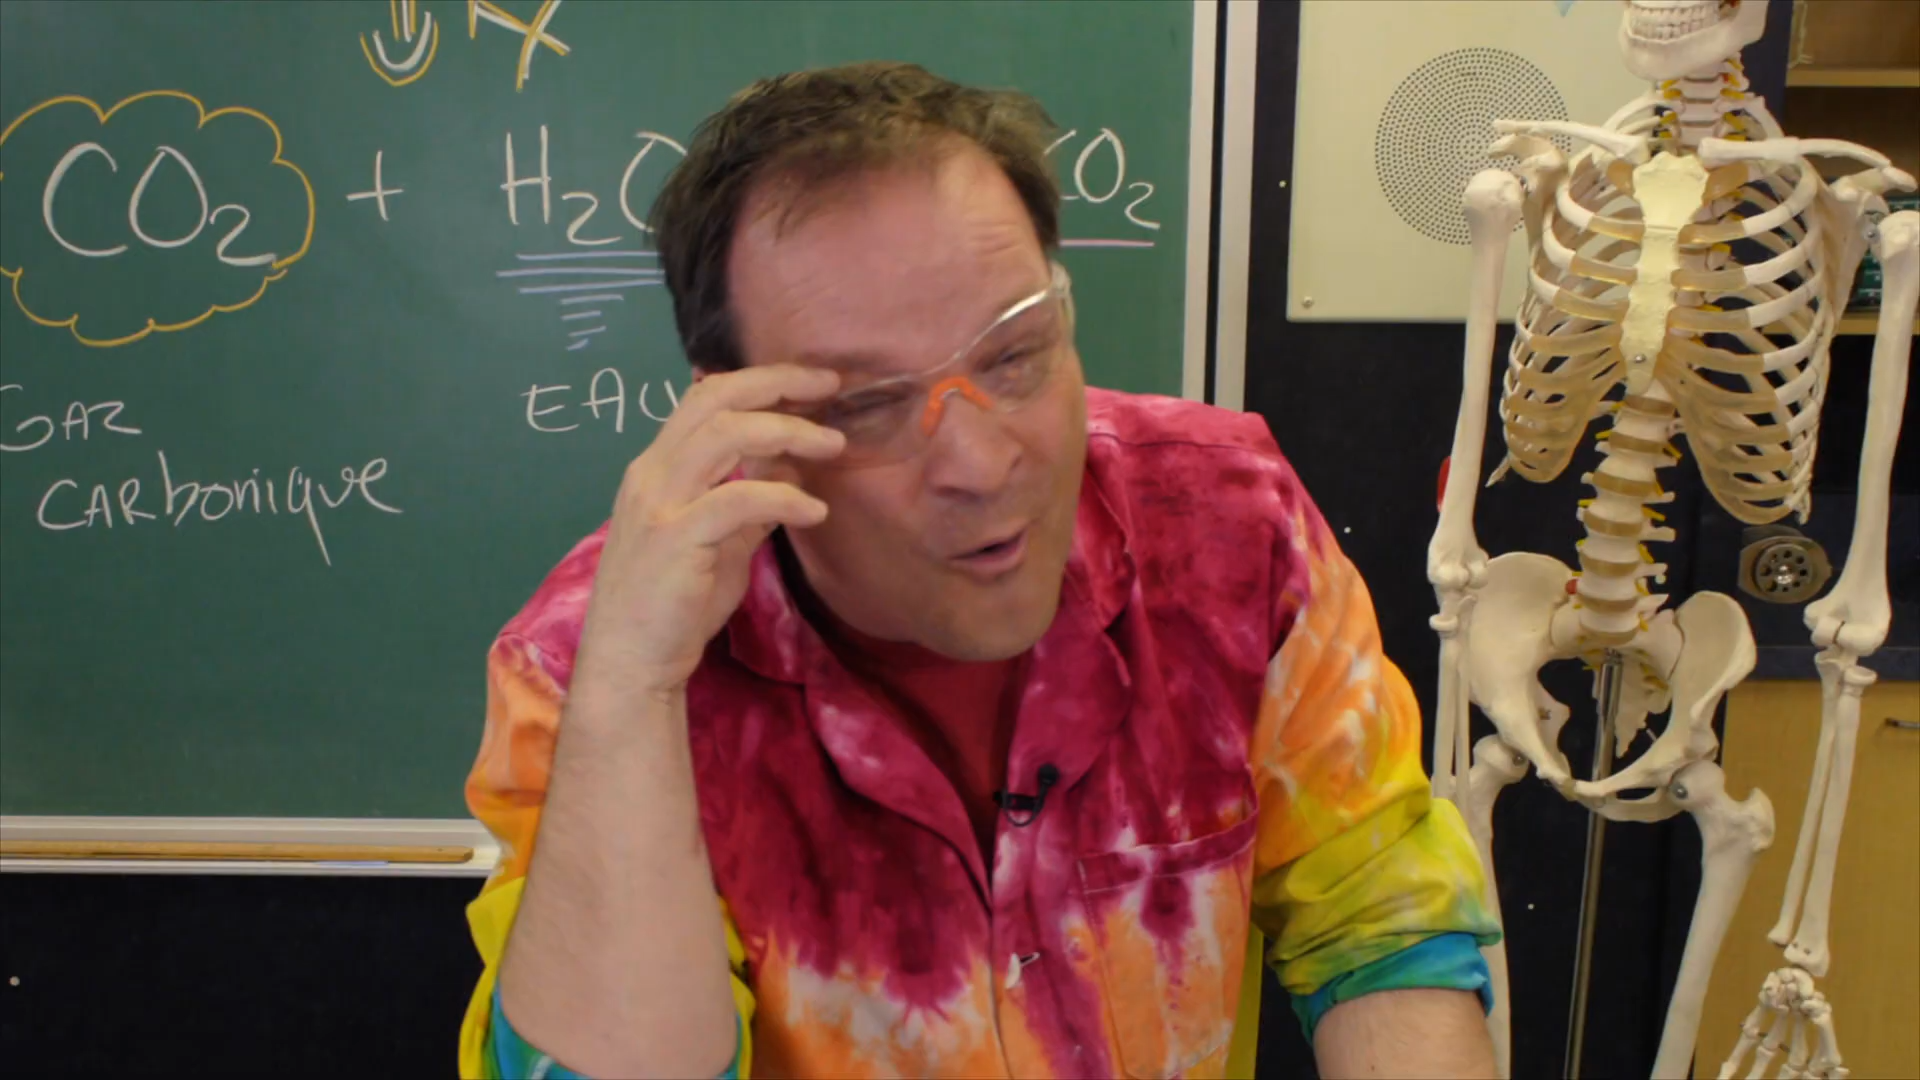 CO₂ + H₂O CO₂
GAZ EAU
CARbonique